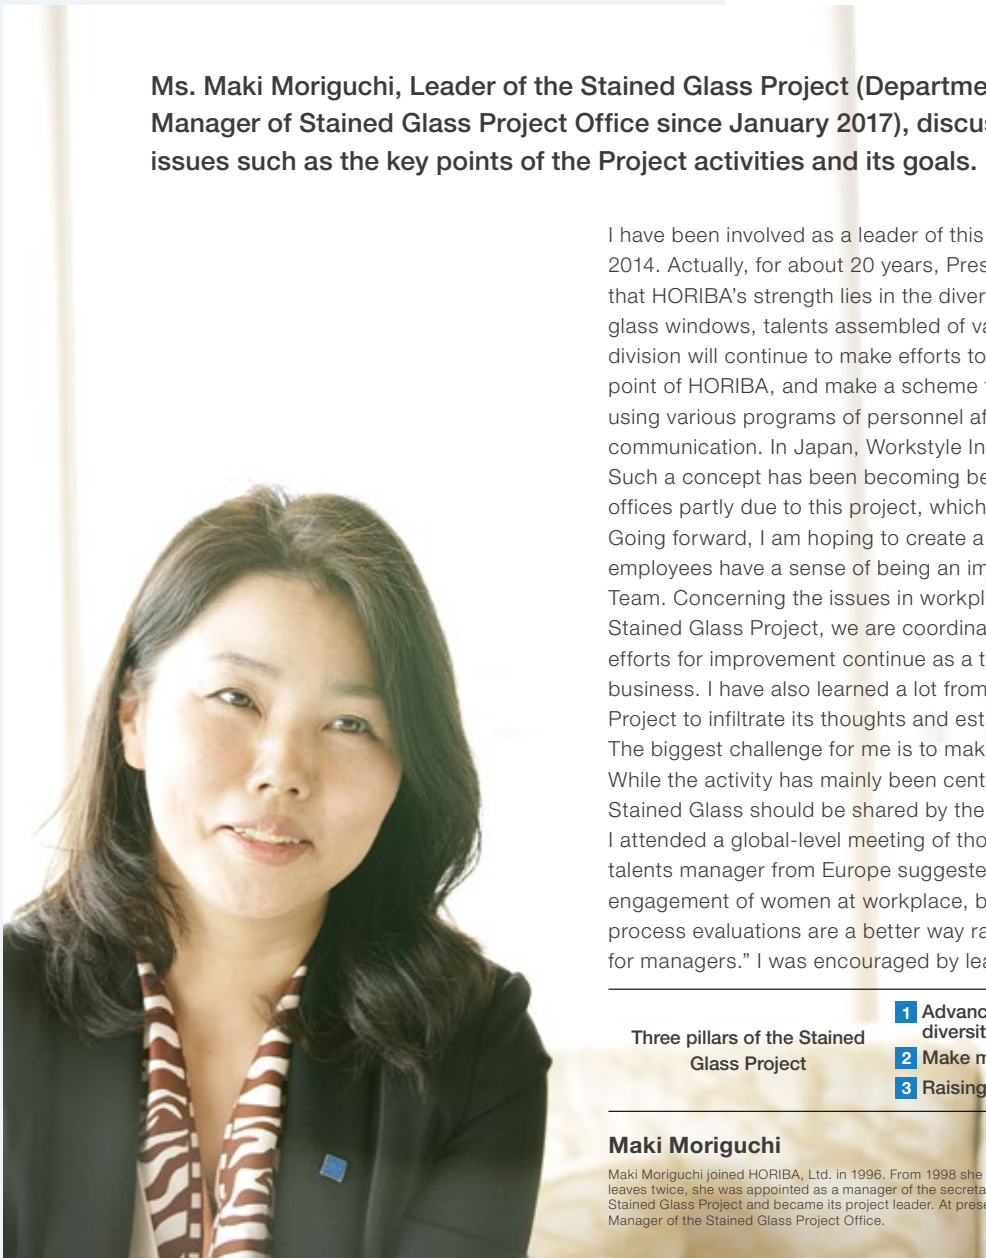 Ms. Maki Moriguchi, Leader of the Stained Glass Project (Departme
Manager of Stained Glass Project Office since January 2017), discus
issues such as the key points of the Project activities and its goals.
I have been involved as a leader of this
2014. Actually, for about 20 years, Pres
that HORIBA’s strength lies in the diver
glass windows, talents assembled of va
division will continue to make efforts to
point of HORIBA, and make a scheme
using various programs of personnel af
communication. In Japan, Workstyle In
Such a concept has been becoming be
offices partly due to this project, which
Going forward, I am hoping to create a
employees have a sense of being an im
Team. Concerning the issues in workpl
Stained Glass Project, we are coordina
efforts for improvement continue as a t
business. I have also learned a lot from
Project to infiltrate its thoughts and est
The biggest challenge for me is to mak
While the activity has mainly been cent
Stained Glass should be shared by the
I attended a global-level meeting of tho
talents manager from Europe suggeste
engagement of women at workplace, b
process evaluations are a better way ra
for managers.” I was encouraged by lea
Three pillars of the Stained
Glass Project
1 Advanc
diversit
2 Make m
3 Raising
Maki Moriguchi
Maki Moriguchi joined HORIBA, Ltd. in 1996. From 1998 she
leaves twice, she was appointed as a manager of the secreta
Stained Glass Project and became its project leader. At prese
Manager of the Stained Glass Project Office.